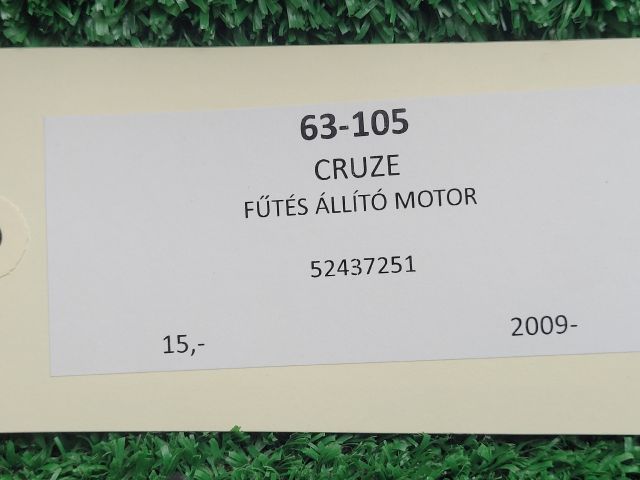 63-105
CRUZE
FŰTÉS ÁLLÍTÓ MOTOR
52437251
15,-
2009-